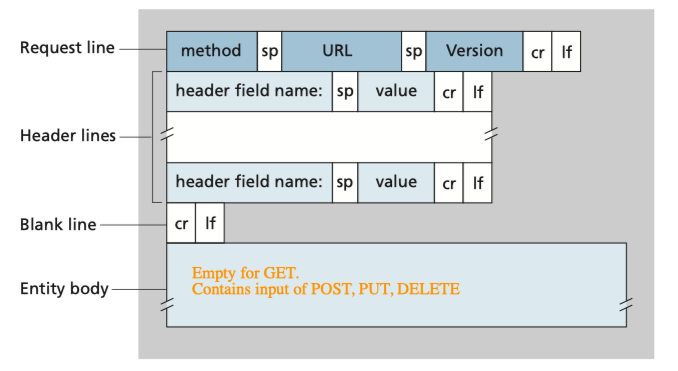 Request line method sp URL sp Version cr lf
header field name: sp value cr lf
Header lines
header field name: sp value cr lf
Blank line cr lf
Empty for GET.
Entity body Contains input of POST, PUT, DELETE